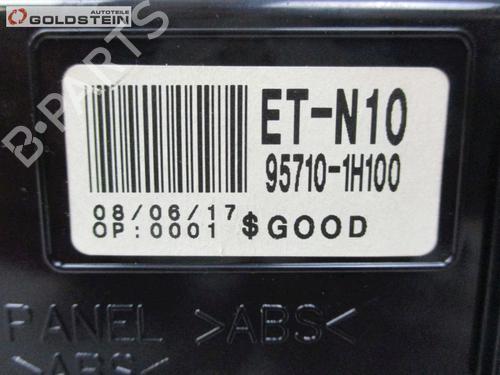 AUTOTEILE
GOLDSTEIN
B-PARTS
ET-N10
95710-1H100
08/06/17
OP:0001 $GOOD
PANEL >ABS<
>ABS<